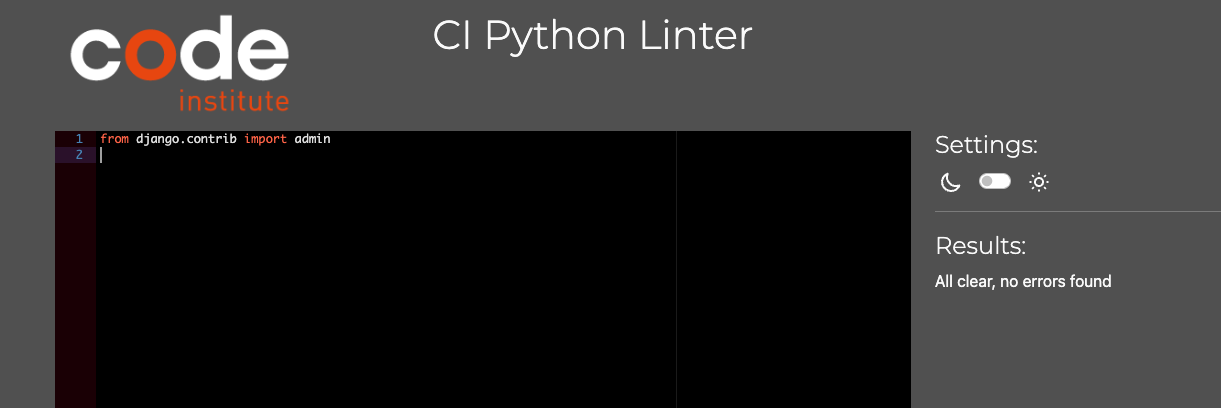 code
institute
CI Python Linter
1 from django.contrib import admin
2
Settings:
Results:
All clear, no errors found